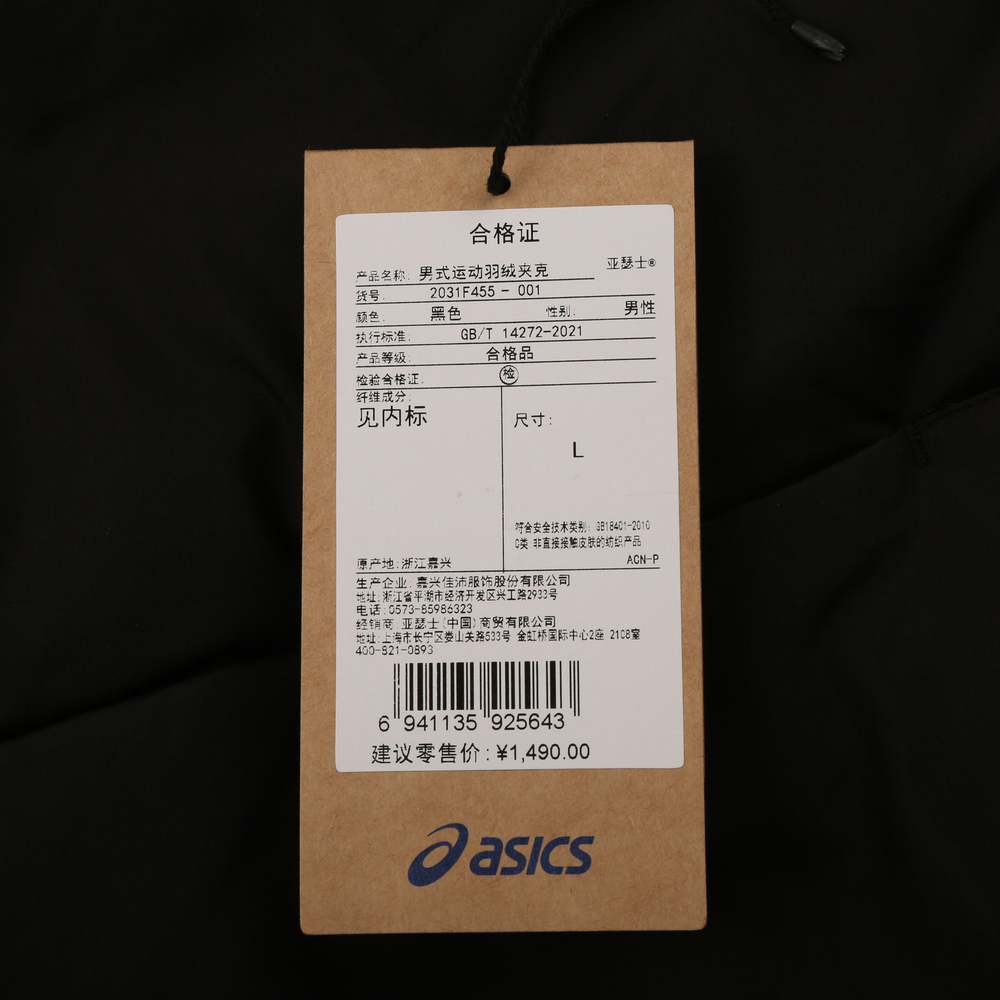 合格证
亚瑟士®
产品名称: 男式运动羽绒夹克
货号: 2031F455 - 001
颜色: 黑色 性别: 男性
执行标准: GB/T 14272-2021
产品等级: 合格品
检验合格证: 检
纤维成分:
见内标
尺寸:
L
符合安全技术类别: GB18401-2010
C类 非直接接触皮肤的纺织产品
原产地:浙江嘉兴
ACN-P
生产企业: 嘉兴佳沛服饰股份有限公司
地址:浙江省平湖市经济开发区兴工路2933号
电话:0573-85986323
经销商:亚瑟士(中国)商贸有限公司
地址:上海市长宁区娄山关路533号 金虹桥国际中心2座 2108室
400-821-0893
6 941135 925643
建议零售价:¥1,490.00
asics